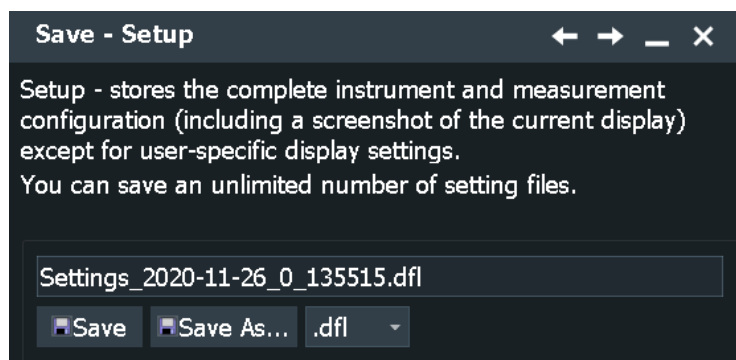 Save - Setup
Setup - stores the complete instrument and measurement
configuration (including a screenshot of the current display)
except for user-specific display settings.
You can save an unlimited number of setting files.
Settings_2020-11-26_0_135515.dfl
Save Save As... .dfl